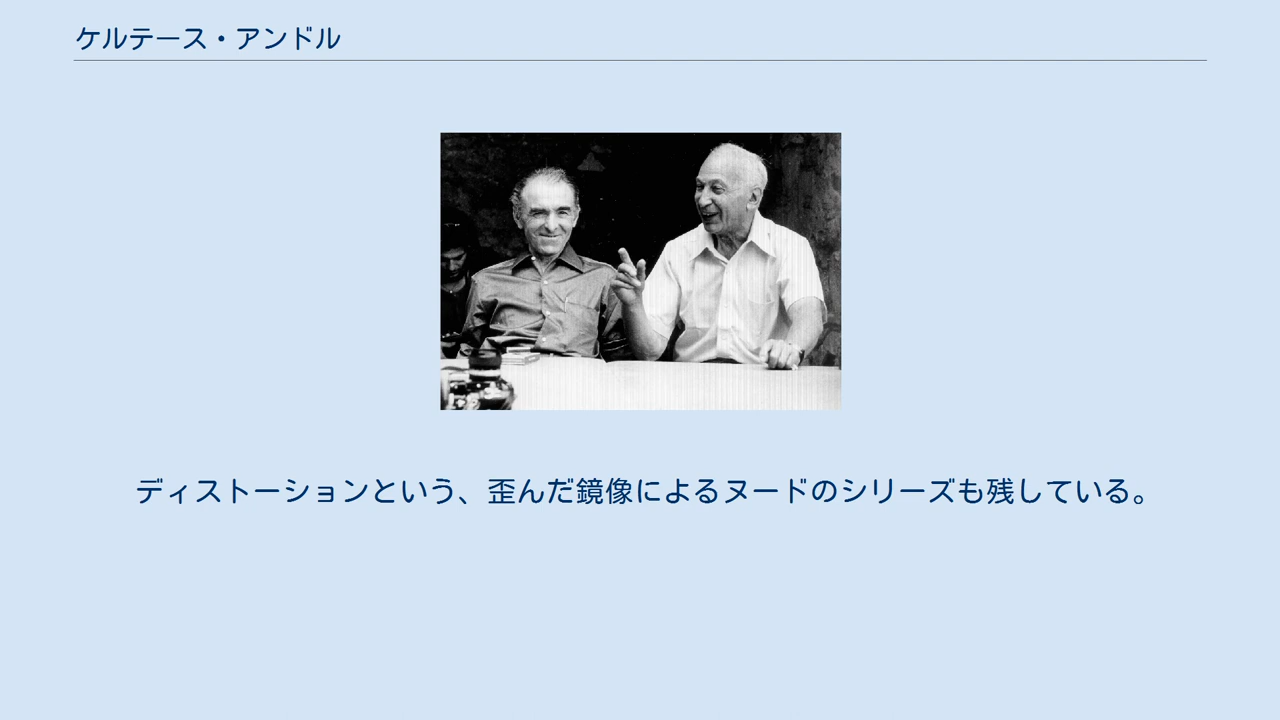 ケルテース・アンドル
ディストーションという、歪んだ鏡像によるヌードのシリーズも残している。